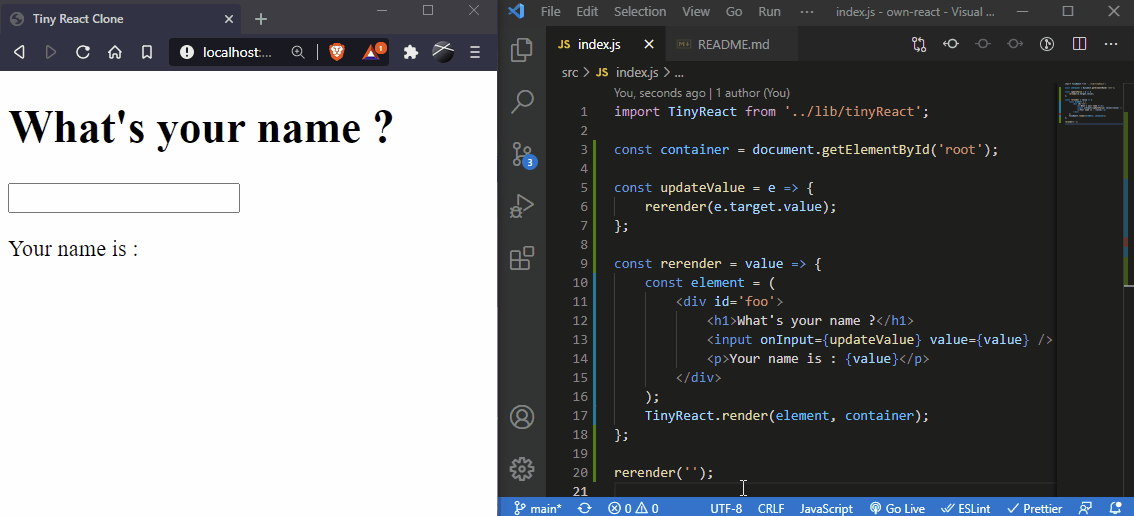 Tiny React Clone
localhost:...
1
What's your name ?
Your name is :
File Edit Selection View Go Run ... index.js - own-react - Visual ...
JS index.js README.md
src > JS index.js > ...
You, seconds ago | 1 author (You)
1 import TinyReact from '../lib/tinyReact';
2
3 const container = document.getElementById('root');
4
5 const updateValue = e => {
6 rerender(e.target.value);
7 };
8
9 const rerender = value => {
10 const element = (
11 <div id='foo'>
12 <h1>What's your name ?</h1>
13 <input onInput={updateValue} value={value} />
14 <p>Your name is : {value}</p>
15 </div>
16 );
17 TinyReact.render(element, container);
18 };
19
20 rerender('');
21
3
main* 0 0 UTF-8 CRLF JavaScript Go Live ESLint Prettier